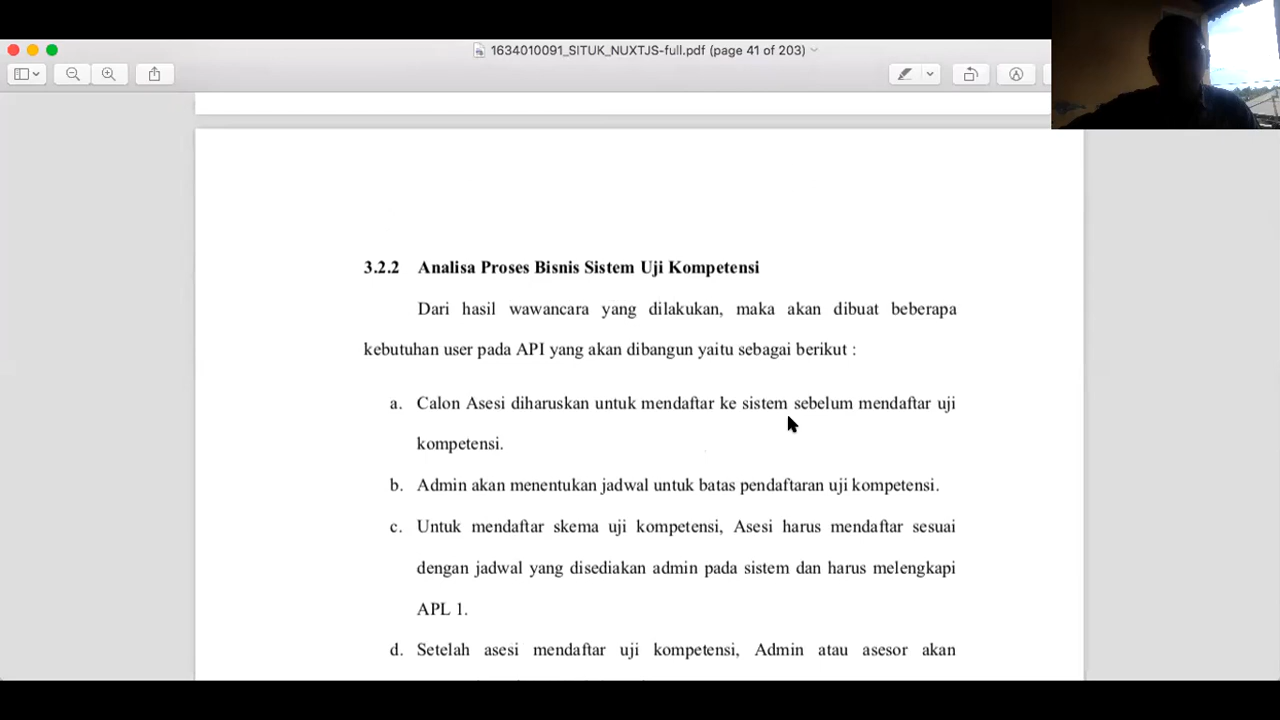 1634010091_SITUK_NUXTJS-full.pdf (page 41 of 203)
3.2.2 Analisa Proses Bisnis Sistem Uji Kompetensi
Dari hasil wawancara yang dilakukan, maka akan dibuat beberapa
kebutuhan user pada API yang akan dibangun yaitu sebagai berikut :
a. Calon Asesi diharuskan untuk mendaftar ke sistem sebelum mendaftar uji
kompetensi.
b. Admin akan menentukan jadwal untuk batas pendaftaran uji kompetensi.
c. Untuk mendaftar skema uji kompetensi, Asesi harus mendaftar sesuai
dengan jadwal yang disediakan admin pada sistem dan harus melengkapi
APL 1.
d. Setelah asesi mendaftar uji kompetensi, Admin atau asesor akan